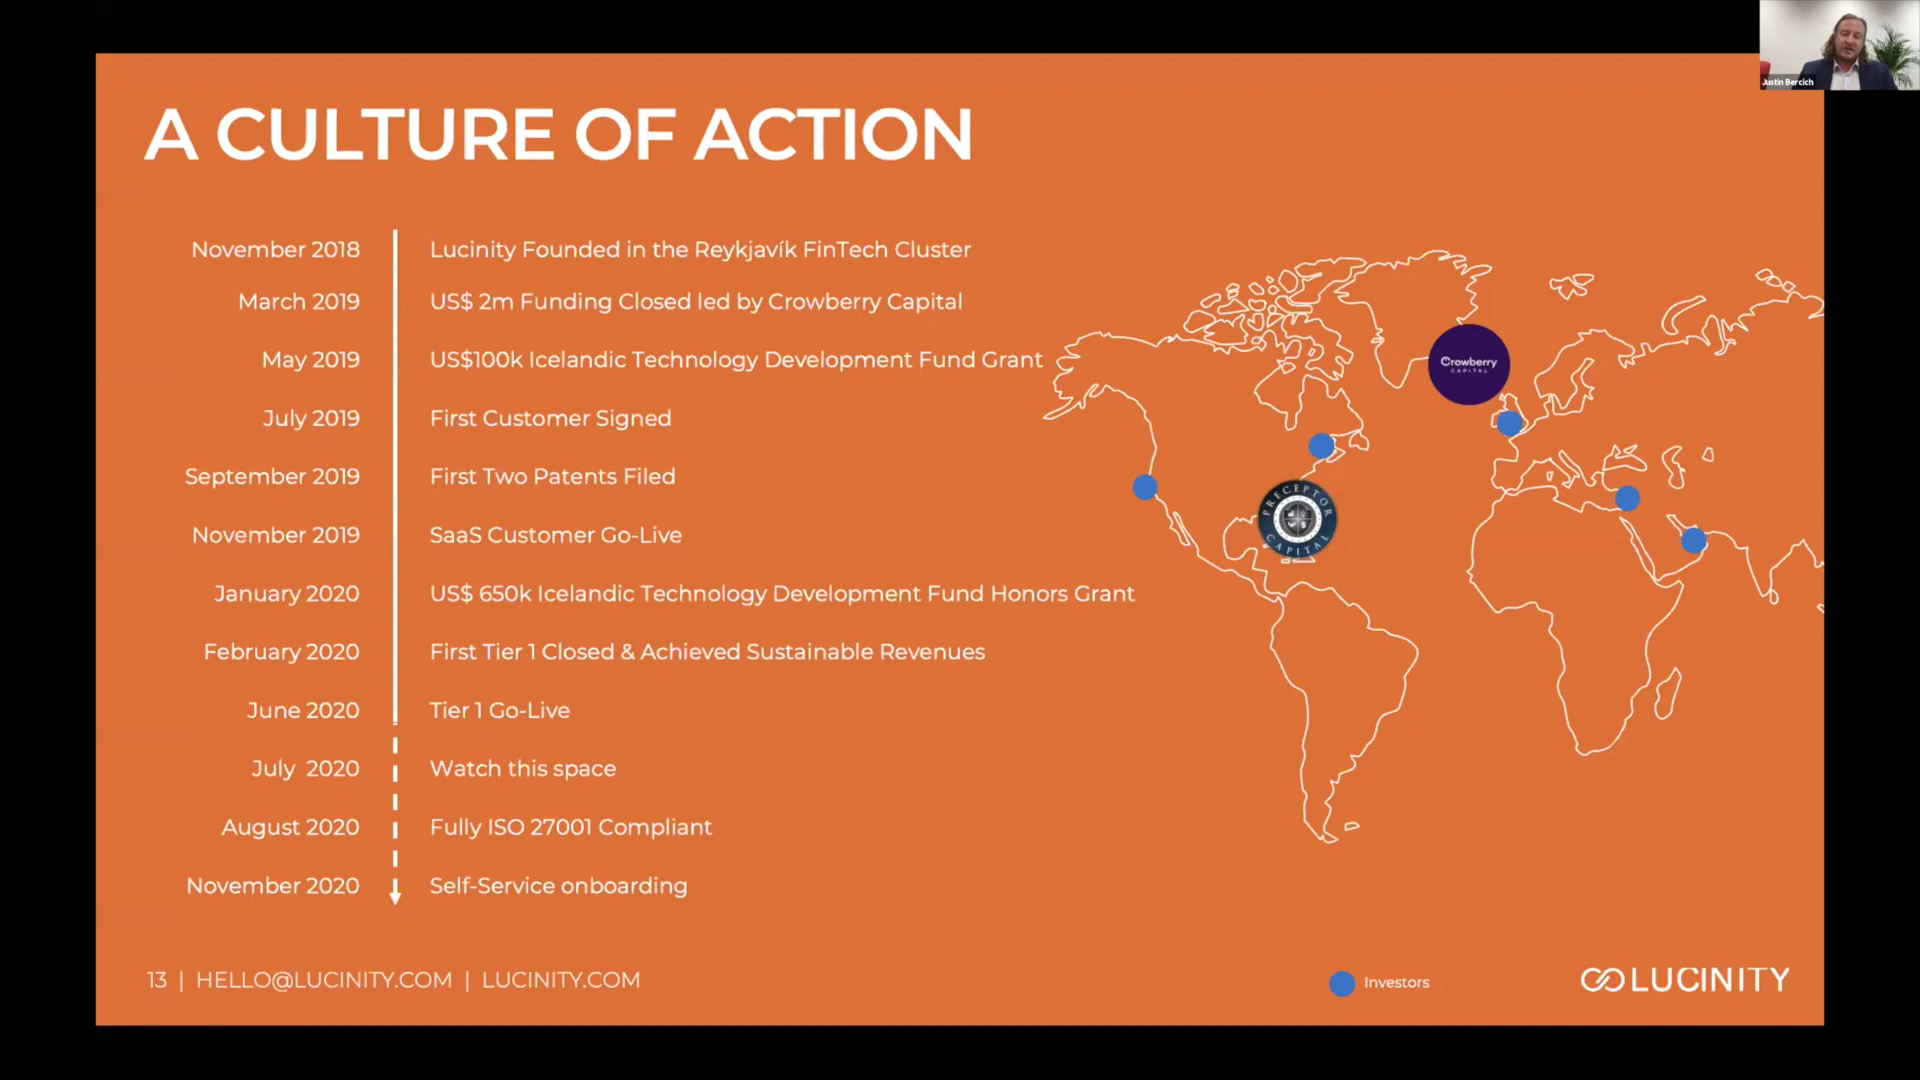 Justin Bercich
A CULTURE OF ACTION
November 2018 Lucinity Founded in the Reykjavík FinTech Cluster
March 2019 US$ 2m Funding Closed led by Crowberry Capital
May 2019 US$100k Icelandic Technology Development Fund Grant
July 2019 First Customer Signed
September 2019 First Two Patents Filed
November 2019 SaaS Customer Go-Live
January 2020 US$ 650k Icelandic Technology Development Fund Honors Grant
February 2020 First Tier 1 Closed & Achieved Sustainable Revenues
June 2020 Tier 1 Go-Live
July 2020 Watch this space
August 2020 Fully ISO 27001 Compliant
November 2020 Self-Service onboarding
Crowberry
CAPITAL
PRECEPTOR
CAPITAL
13 | HELLO@LUCINITY.COM | LUCINITY.COM
Investors
LUCINITY